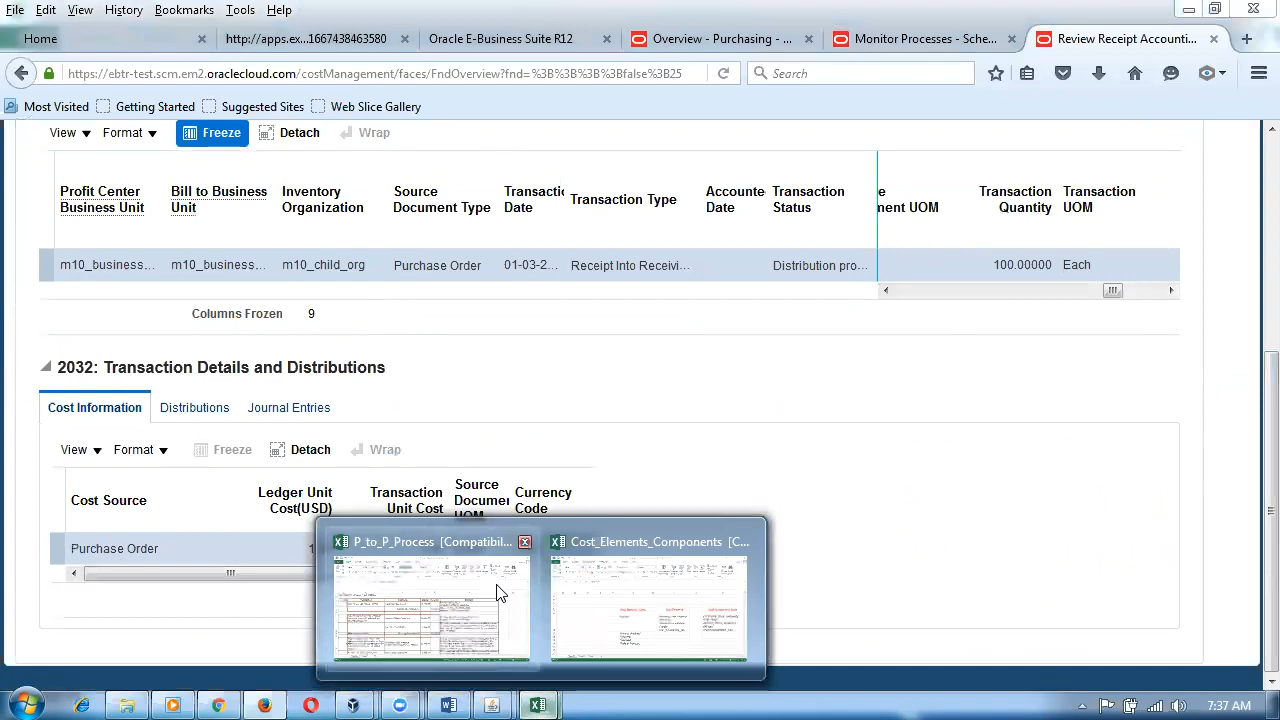 File Edit View History Bookmarks Tools Help
Home http://apps.ex...1667438463580 Oracle E-Business Suite R12 Overview - Purchasing - ... Monitor Processes - Sche... Review Receipt Accounti...
https://ebtr-test.scm.em2.oraclecloud.com/costManagement/faces/FndOverview?fnd=%3B%3B%3B%3Bfalse%3B25 Search
Most Visited Getting Started Suggested Sites Web Slice Gallery
View Format Freeze Detach Wrap
Profit Center Bill to Business Inventory Source Transactio Transaction Type Accounte Transaction e Transaction Transaction
Business Unit Unit Organization Document Type Date Date Status nent UOM Quantity UOM
m10_business... m10_business... m10_child_org Purchase Order 01-03-2... Receipt Into Receivi... Distribution pro... 100.00000 Each
Columns Frozen 9
2032: Transaction Details and Distributions
Cost Information Distributions Journal Entries
View Format Freeze Detach Wrap
Cost Source Ledger Unit Transaction Source Currency
Cost(USD) Unit Cost Documen Code
UOM
Purchase Order 1
P_to_P_Process [Compatibil... Cost_Elements_Components [C...
7:37 AM